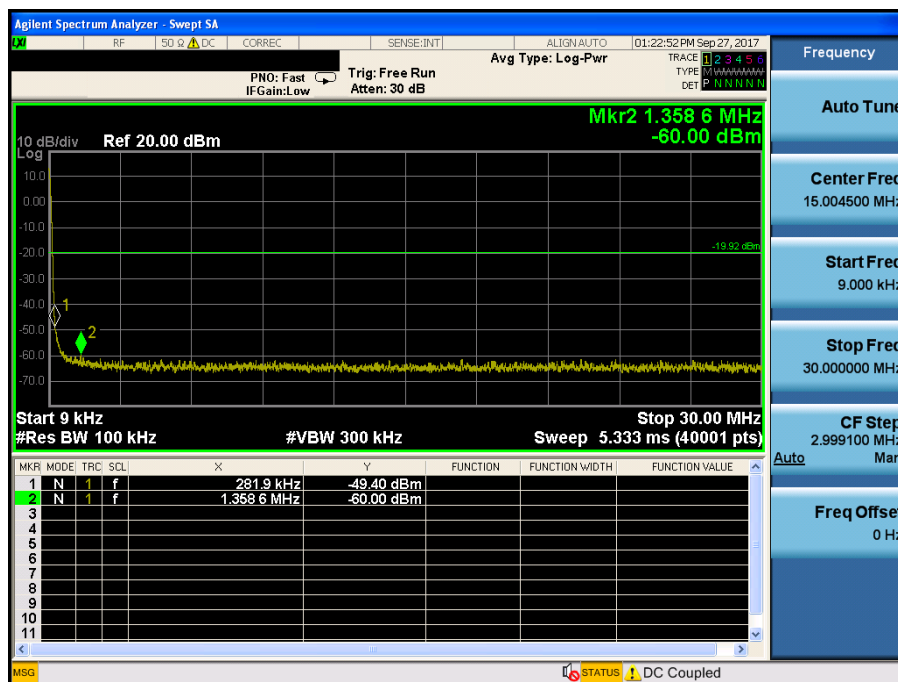 Agilent Spectrum Analyzer - Swept SA
LXI RF 50 Ω DC CORREC SENSE:INT ALIGN AUTO 01:22:52 PM Sep 27, 2017
Frequency
Avg Type: Log-Pwr
TRACE 1 2 3 4 5 6
PNO: Fast Trig: Free Run
TYPE M W W W W W
IFGain:Low Atten: 30 dB
DET P N N N N N
Auto Tune
Mkr2 1.358 6 MHz
10 dB/div Ref 20.00 dBm -60.00 dBm
Log
10.0
0.00
-10.0
-20.0
-30.0
-40.0
-50.0
-60.0
-70.0
-19.92 dBm
1
2
Start 9 kHz Stop 30.00 MHz
#Res BW 100 kHz #VBW 300 kHz Sweep 5.333 ms (40001 pts)
MKR MODE TRC SCL X Y FUNCTION FUNCTION WIDTH FUNCTION VALUE
1 N 1 f 281.9 kHz -49.40 dBm
2 N 1 f 1.358 6 MHz -60.00 dBm
3
4
5
6
7
8
9
10
11
Center Freq
15.004500 MHz
Start Freq
9.000 kHz
Stop Freq
30.000000 MHz
CF Step
2.999100 MHz
Auto Man
Freq Offset
0 Hz
MSG STATUS DC Coupled